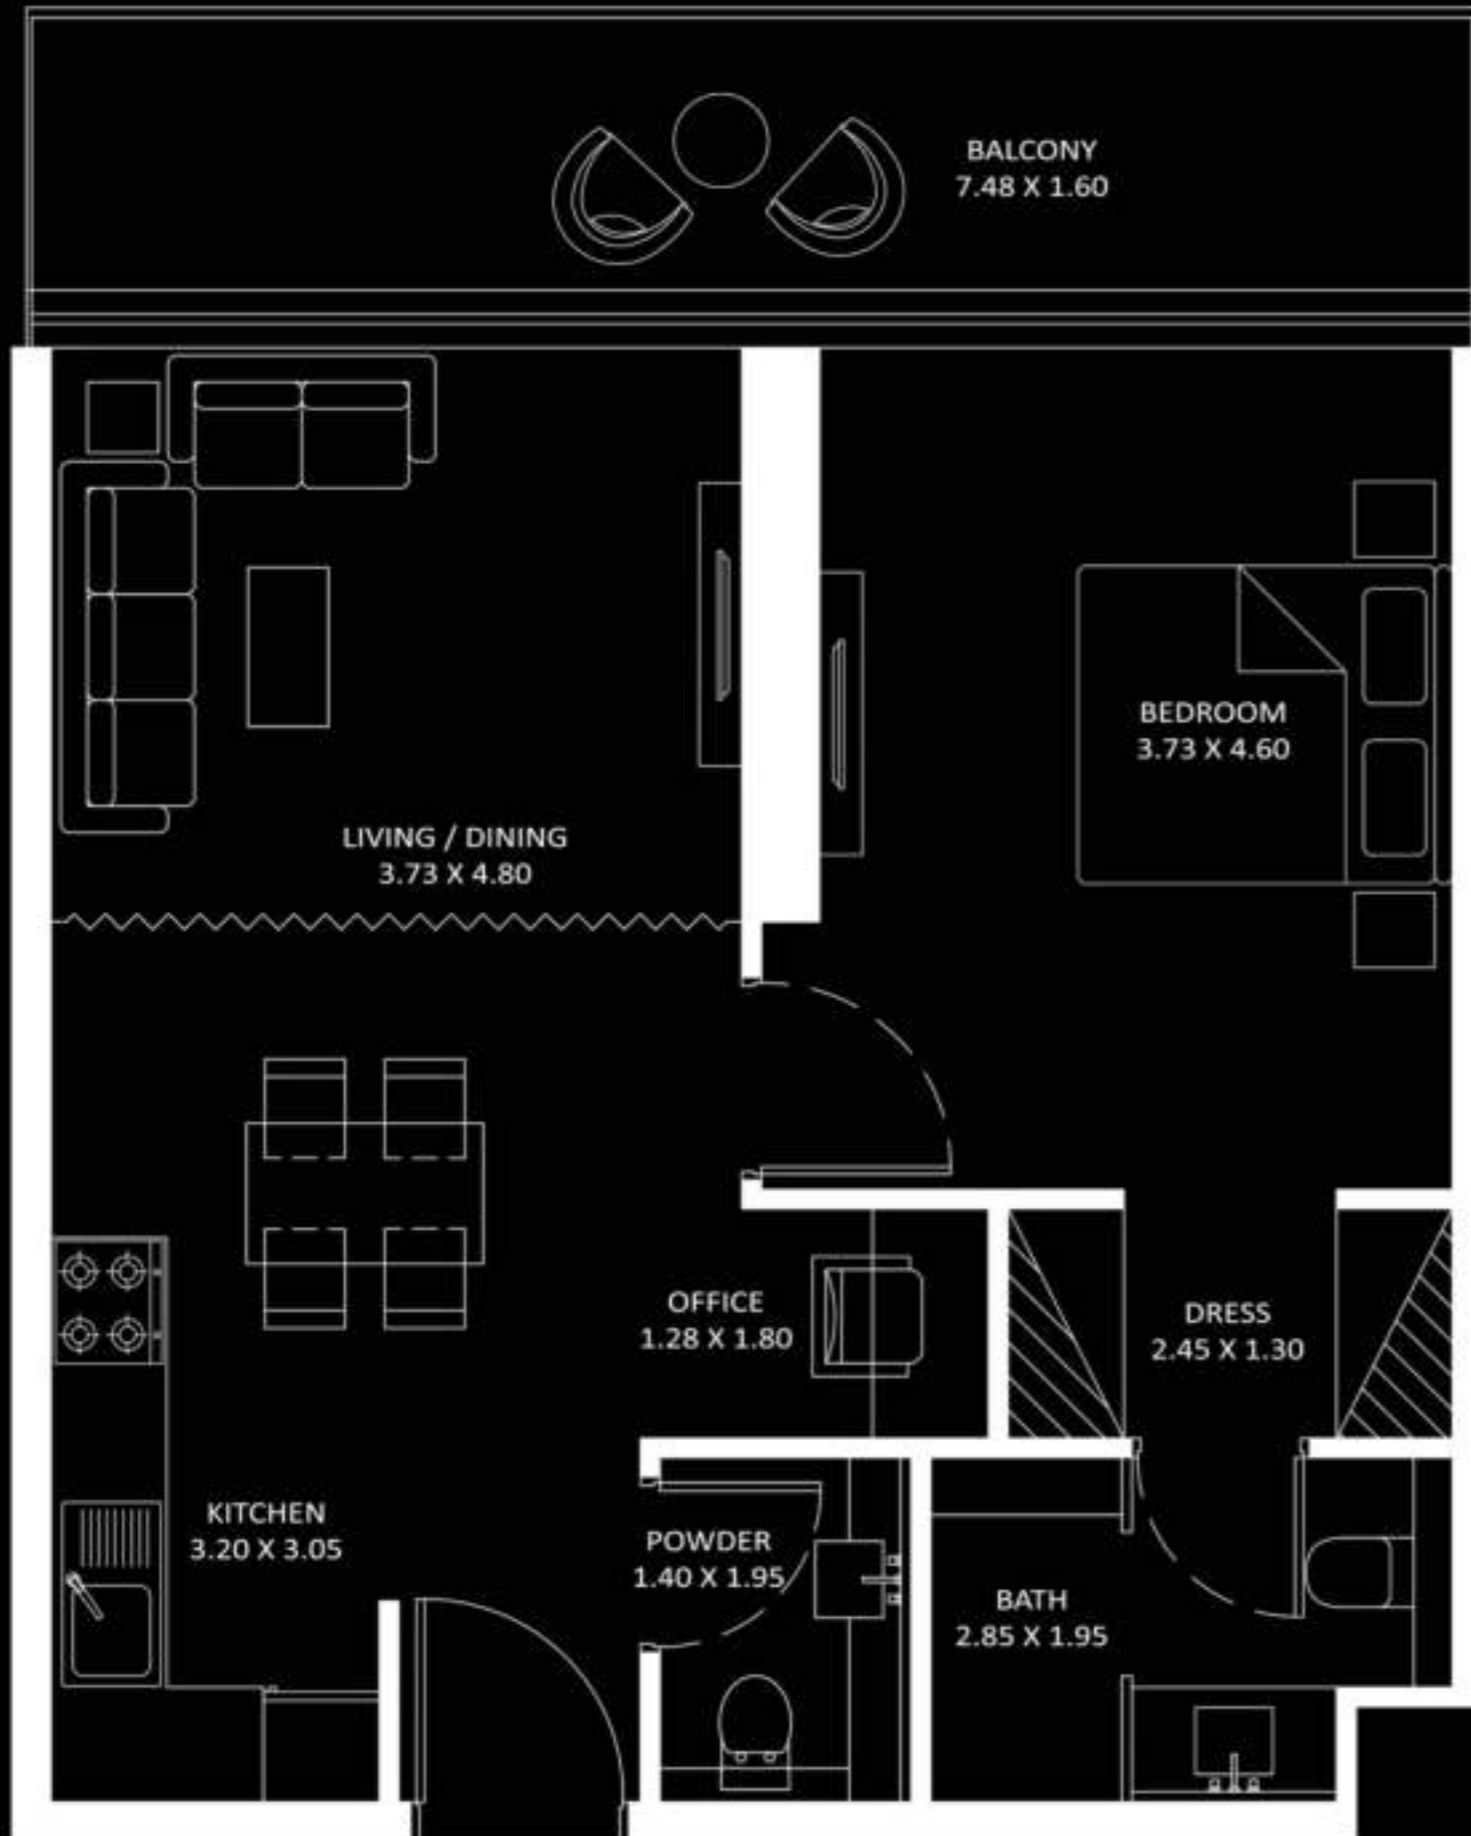 BALCONY
7.48 X 1.60
BEDROOM
3.73 X 4.60
LIVING / DINING
3.73 X 4.80
OFFICE
1.28 X 1.80
DRESS
2.45 X 1.30
KITCHEN
3.20 X 3.05
POWDER
1.40 X 1.95
BATH
2.85 X 1.95